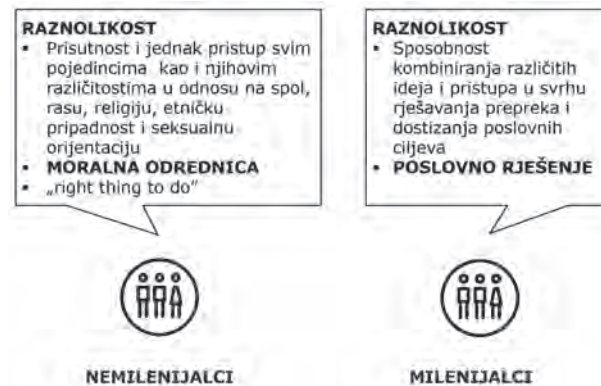 RAZNOLIKOST
▪ Prisutnost i jednak pristup svim
pojedincima kao i njihovim
različitostima u odnosu na spol,
rasu, religiju, etničku
pripadnost i seksualnu
orijentaciju
▪ MORALNA ODREDNICA
▪ „right thing to do"
RAZNOLIKOST
▪ Sposobnost
kombiniranja različitih
ideja i pristupa u svrhu
rješavanja prepreka i
dostizanja poslovnih
ciljeva
▪ POSLOVNO RJEŠENJE
NEMILENIJALCI
MILENIJALCI